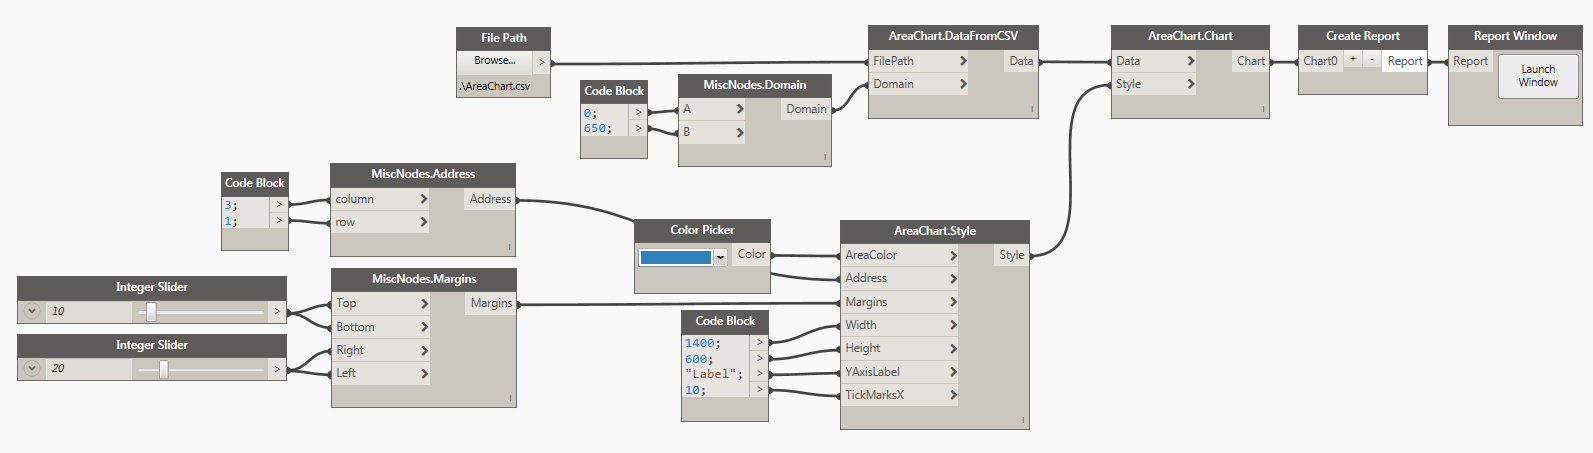 File Path
Browse...
>
.\AreaChart.csv
Code Block
0;
>
650;
>
MiscNodes.Domain
A
>
Domain
B
>
AreaChart.DataFromCSV
FilePath
>
Data
Domain
>
AreaChart.Chart
Data
>
Chart
Style
>
Create Report
Chart0
+
-
Report
Report Window
Report
Launch
Window
Code Block
3;
>
1;
>
MiscNodes.Address
column
>
Address
row
>
Integer Slider
10
>
Integer Slider
20
>
MiscNodes.Margins
Top
>
Margins
Bottom
>
Right
>
Left
>
Color Picker
Color
Code Block
1400;
>
600;
>
"Label";
>
10;
>
AreaChart.Style
AreaColor
>
Style
Address
>
Margins
>
Width
>
Height
>
YAxisLabel
>
TickMarksX
>